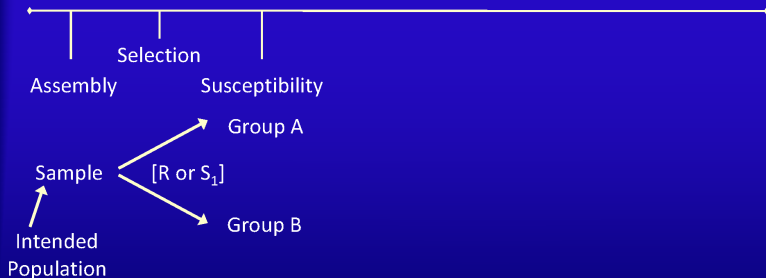 Selection
Assembly
Susceptibility
Group A
Sample
[R or S₁]
Group B
Intended
Population